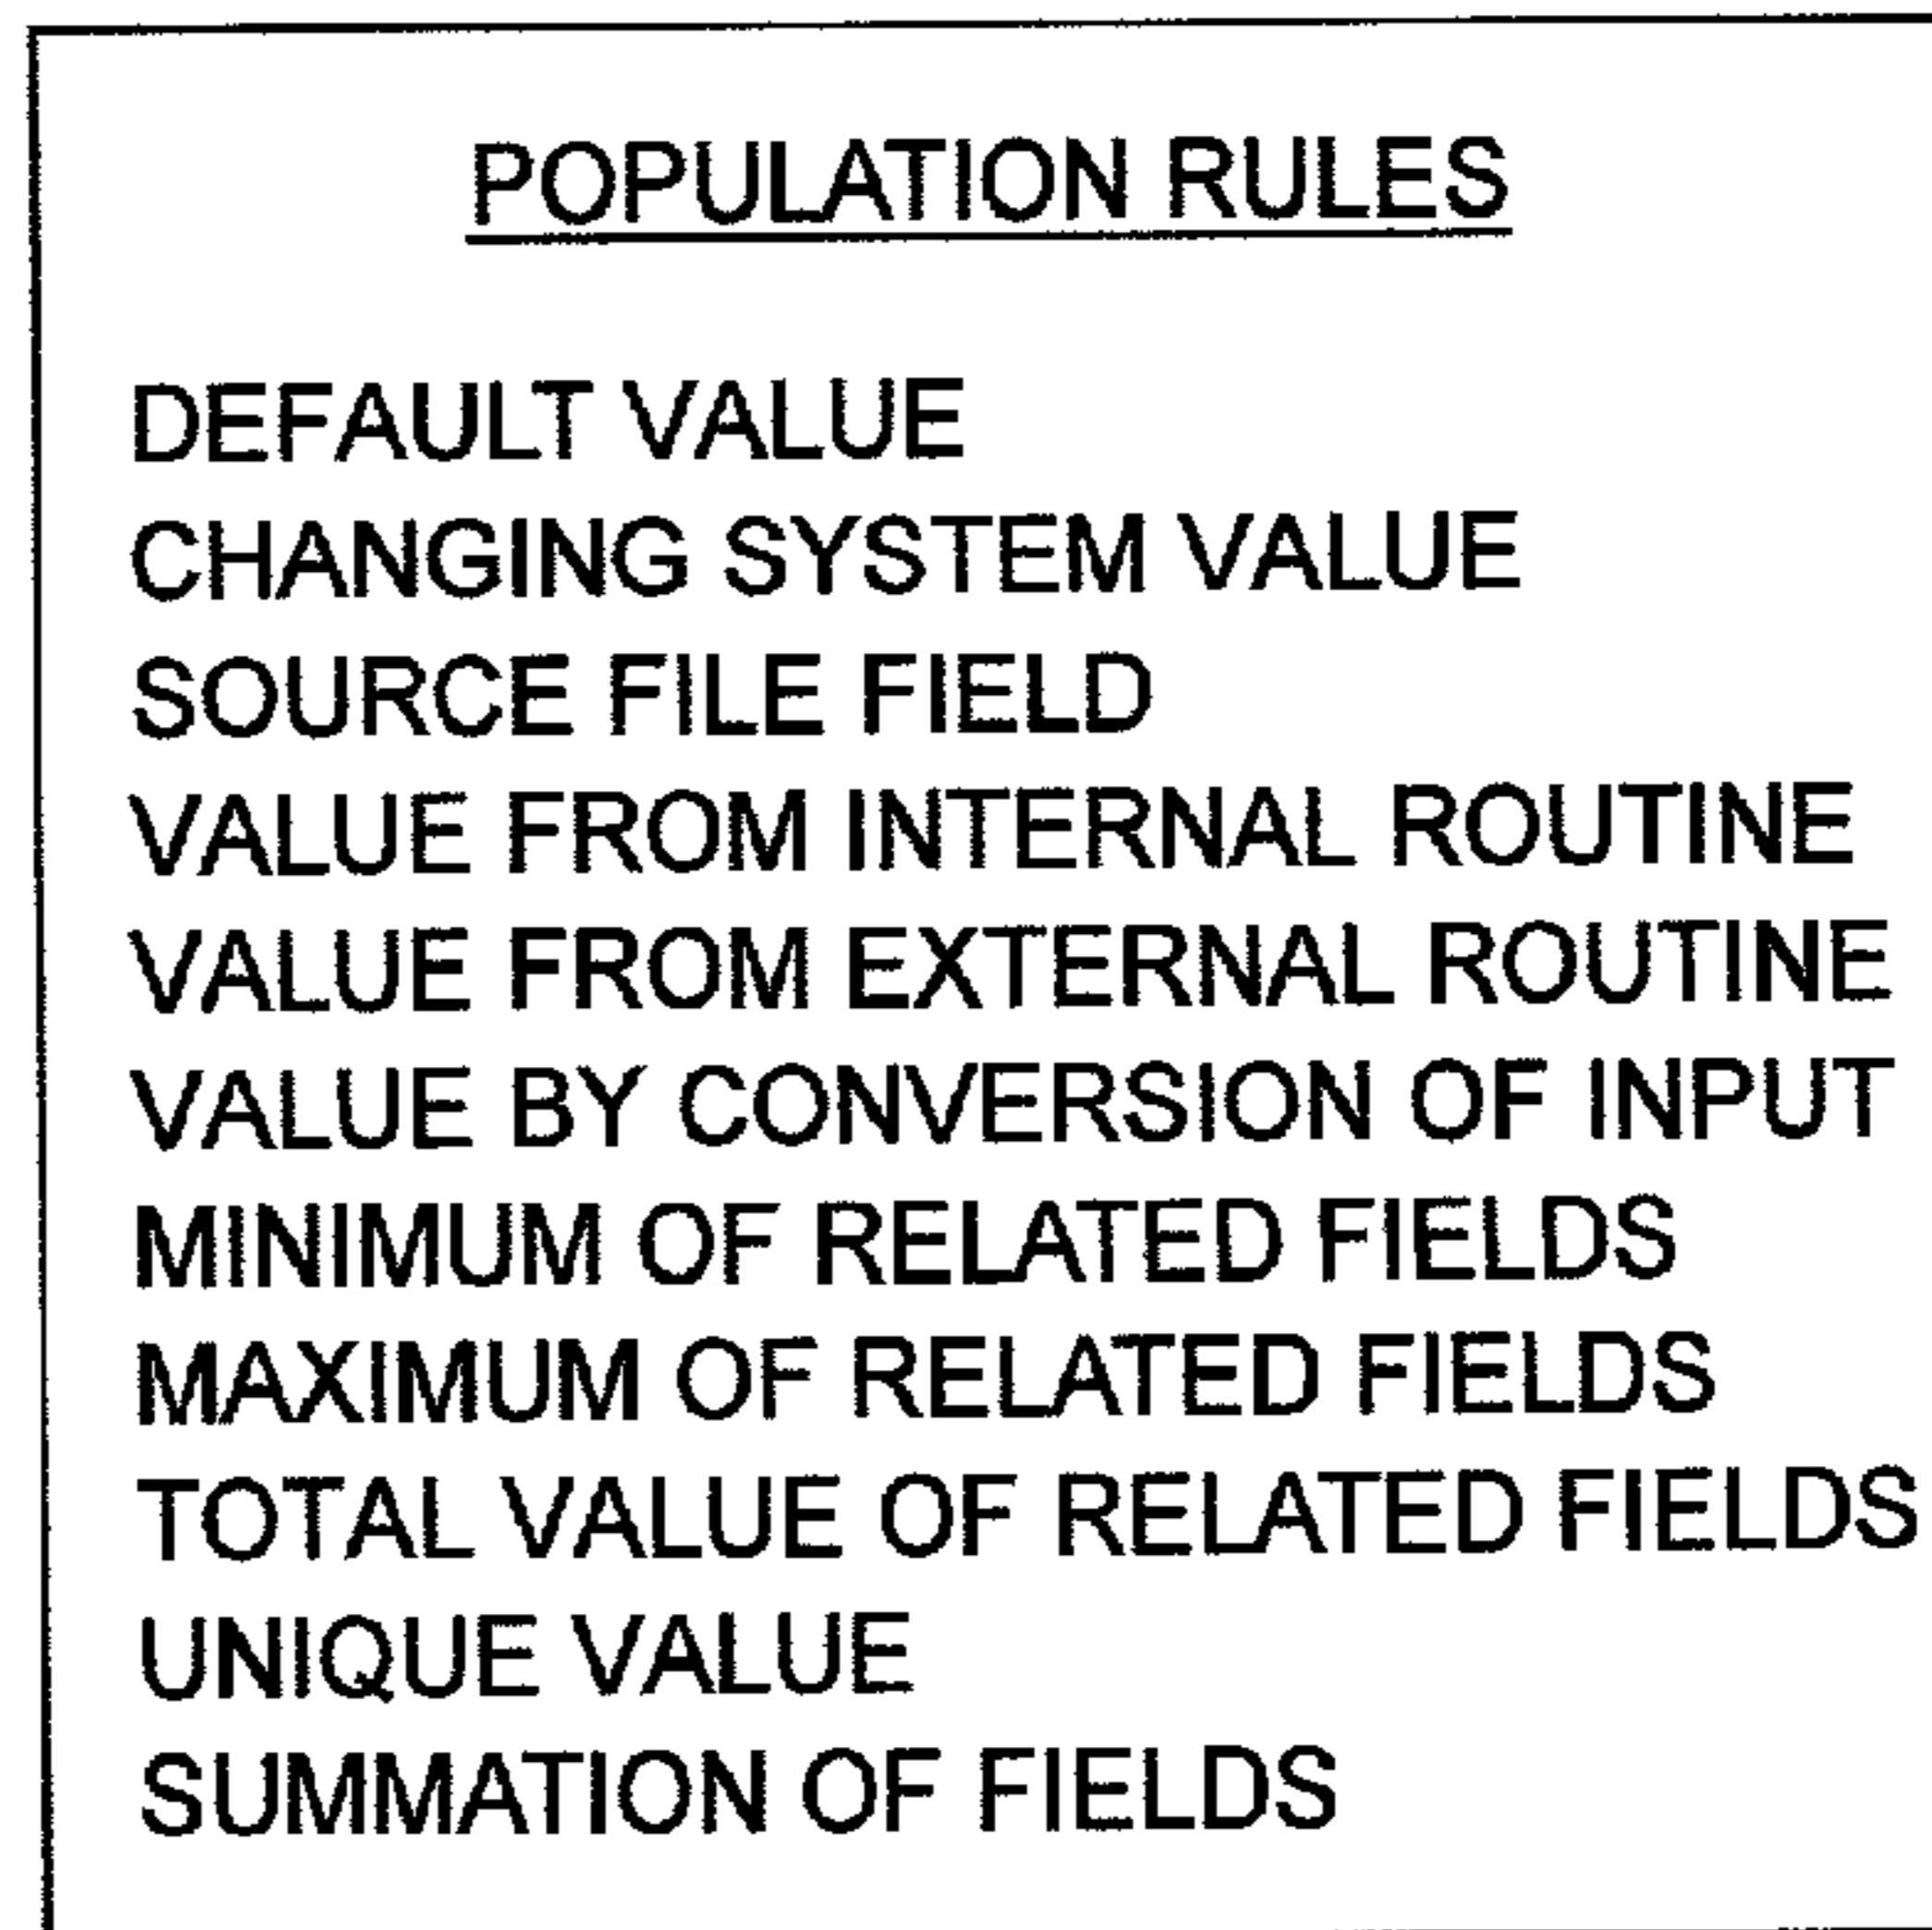 POPULATION RULES
DEFAULT VALUE
CHANGING SYSTEM VALUE
SOURCE FILE FIELD
VALUE FROM INTERNAL ROUTINE
VALUE FROM EXTERNAL ROUTINE
VALUE BY CONVERSION OF INPUT
MINIMUM OF RELATED FIELDS
MAXIMUM OF RELATED FIELDS
TOTAL VALUE OF RELATED FIELDS
UNIQUE VALUE
SUMMATION OF FIELDS